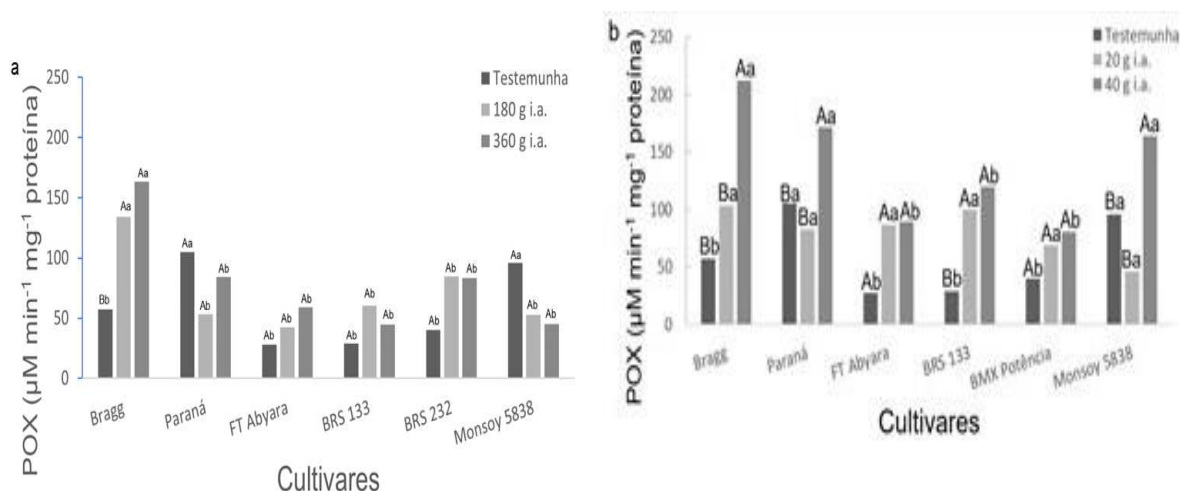 a
POX (µM min⁻¹ mg⁻¹ proteína)
250
200
150
100
50
0
Testemunha
180 g i.a.
360 g i.a.
Bb Aa Aa
Aa Ab Ab
Ab Ab Ab
Ab Ab Ab
Ab Ab Ab
Aa Ab Ab
Bragg Paraná FT Abyara BRS 133 BRS 232 Monsoy 5838
Cultivares
b
POX (µM min⁻¹ mg⁻¹ proteína)
250
200
150
100
50
0
Testemunha
20 g i.a.
40 g i.a.
Bb Ba Aa
Ba Ba Aa
Ab Aa Ab
Bb Aa Ab
Ab Aa Ab
Ba Ba Aa
Bragg Paraná FT Abyara BRS 133 BMX Potência Monsoy 5838
Cultivares